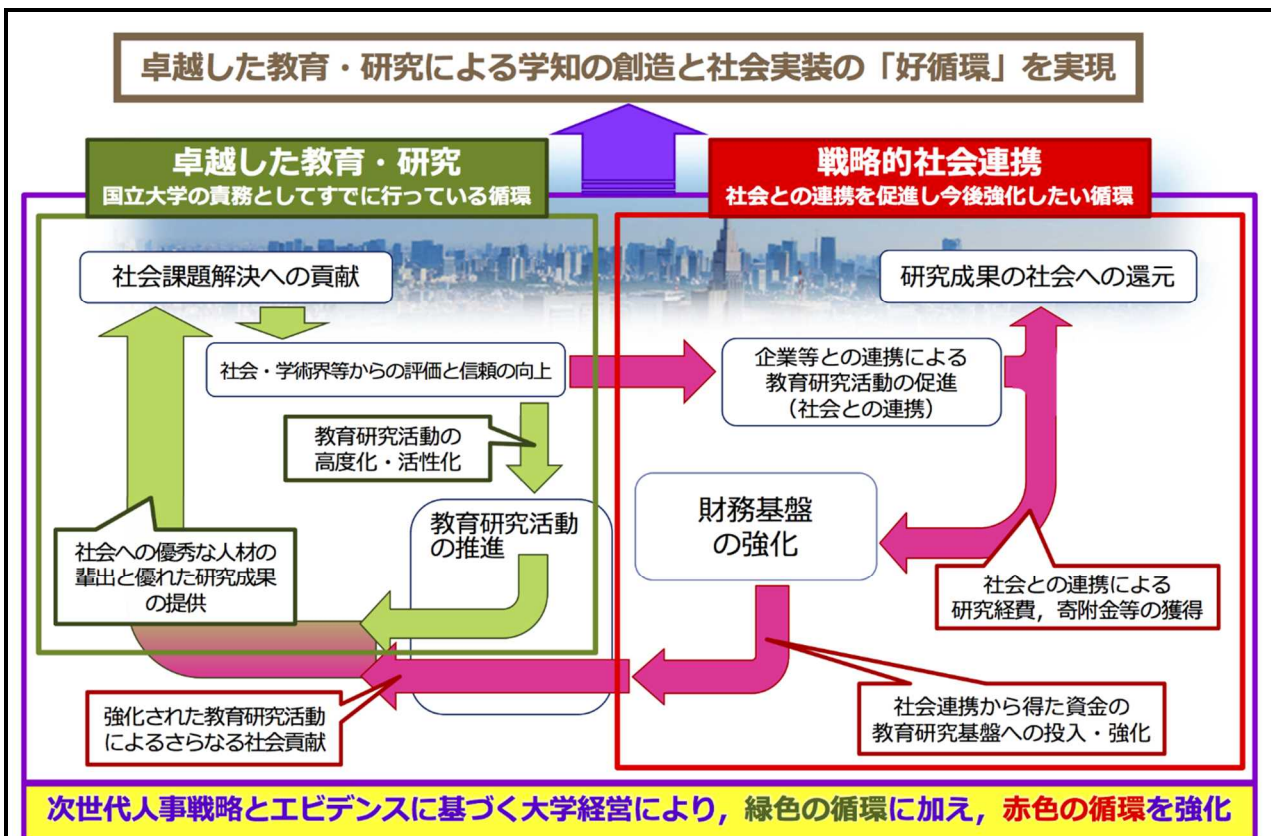 卓越した教育・研究による学知の創造と社会実装の「好循環」を実現
卓越した教育・研究
国立大学の責務としてすでに行っている循環
戦略的社会連携
社会との連携を促進し今後強化したい循環
社会課題解決への貢献
研究成果の社会への還元
社会・学術界等からの評価と信頼の向上
企業等との連携による
教育研究活動の促進
（社会との連携）
教育研究活動の
高度化・活性化
教育研究活動
の推進
財務基盤
の強化
社会への優秀な人材の
輩出と優れた研究成果
の提供
社会との連携による
研究経費，寄附金等の獲得
強化された教育研究活動
によるさらなる社会貢献
社会連携から得た資金の
教育研究基盤への投入・強化
次世代人事戦略とエビデンスに基づく大学経営により，緑色の循環に加え，赤色の循環を強化